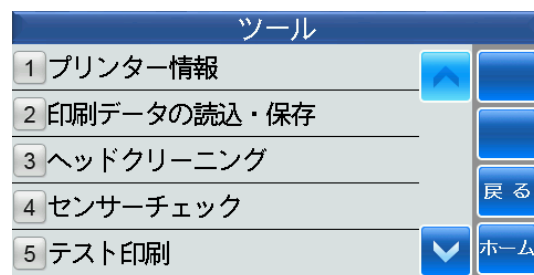 ツール
1 プリンター情報
2 印刷データの読込・保存
3 ヘッドクリーニング
4 センサーチェック
戻る
5 テスト印刷
ホーム